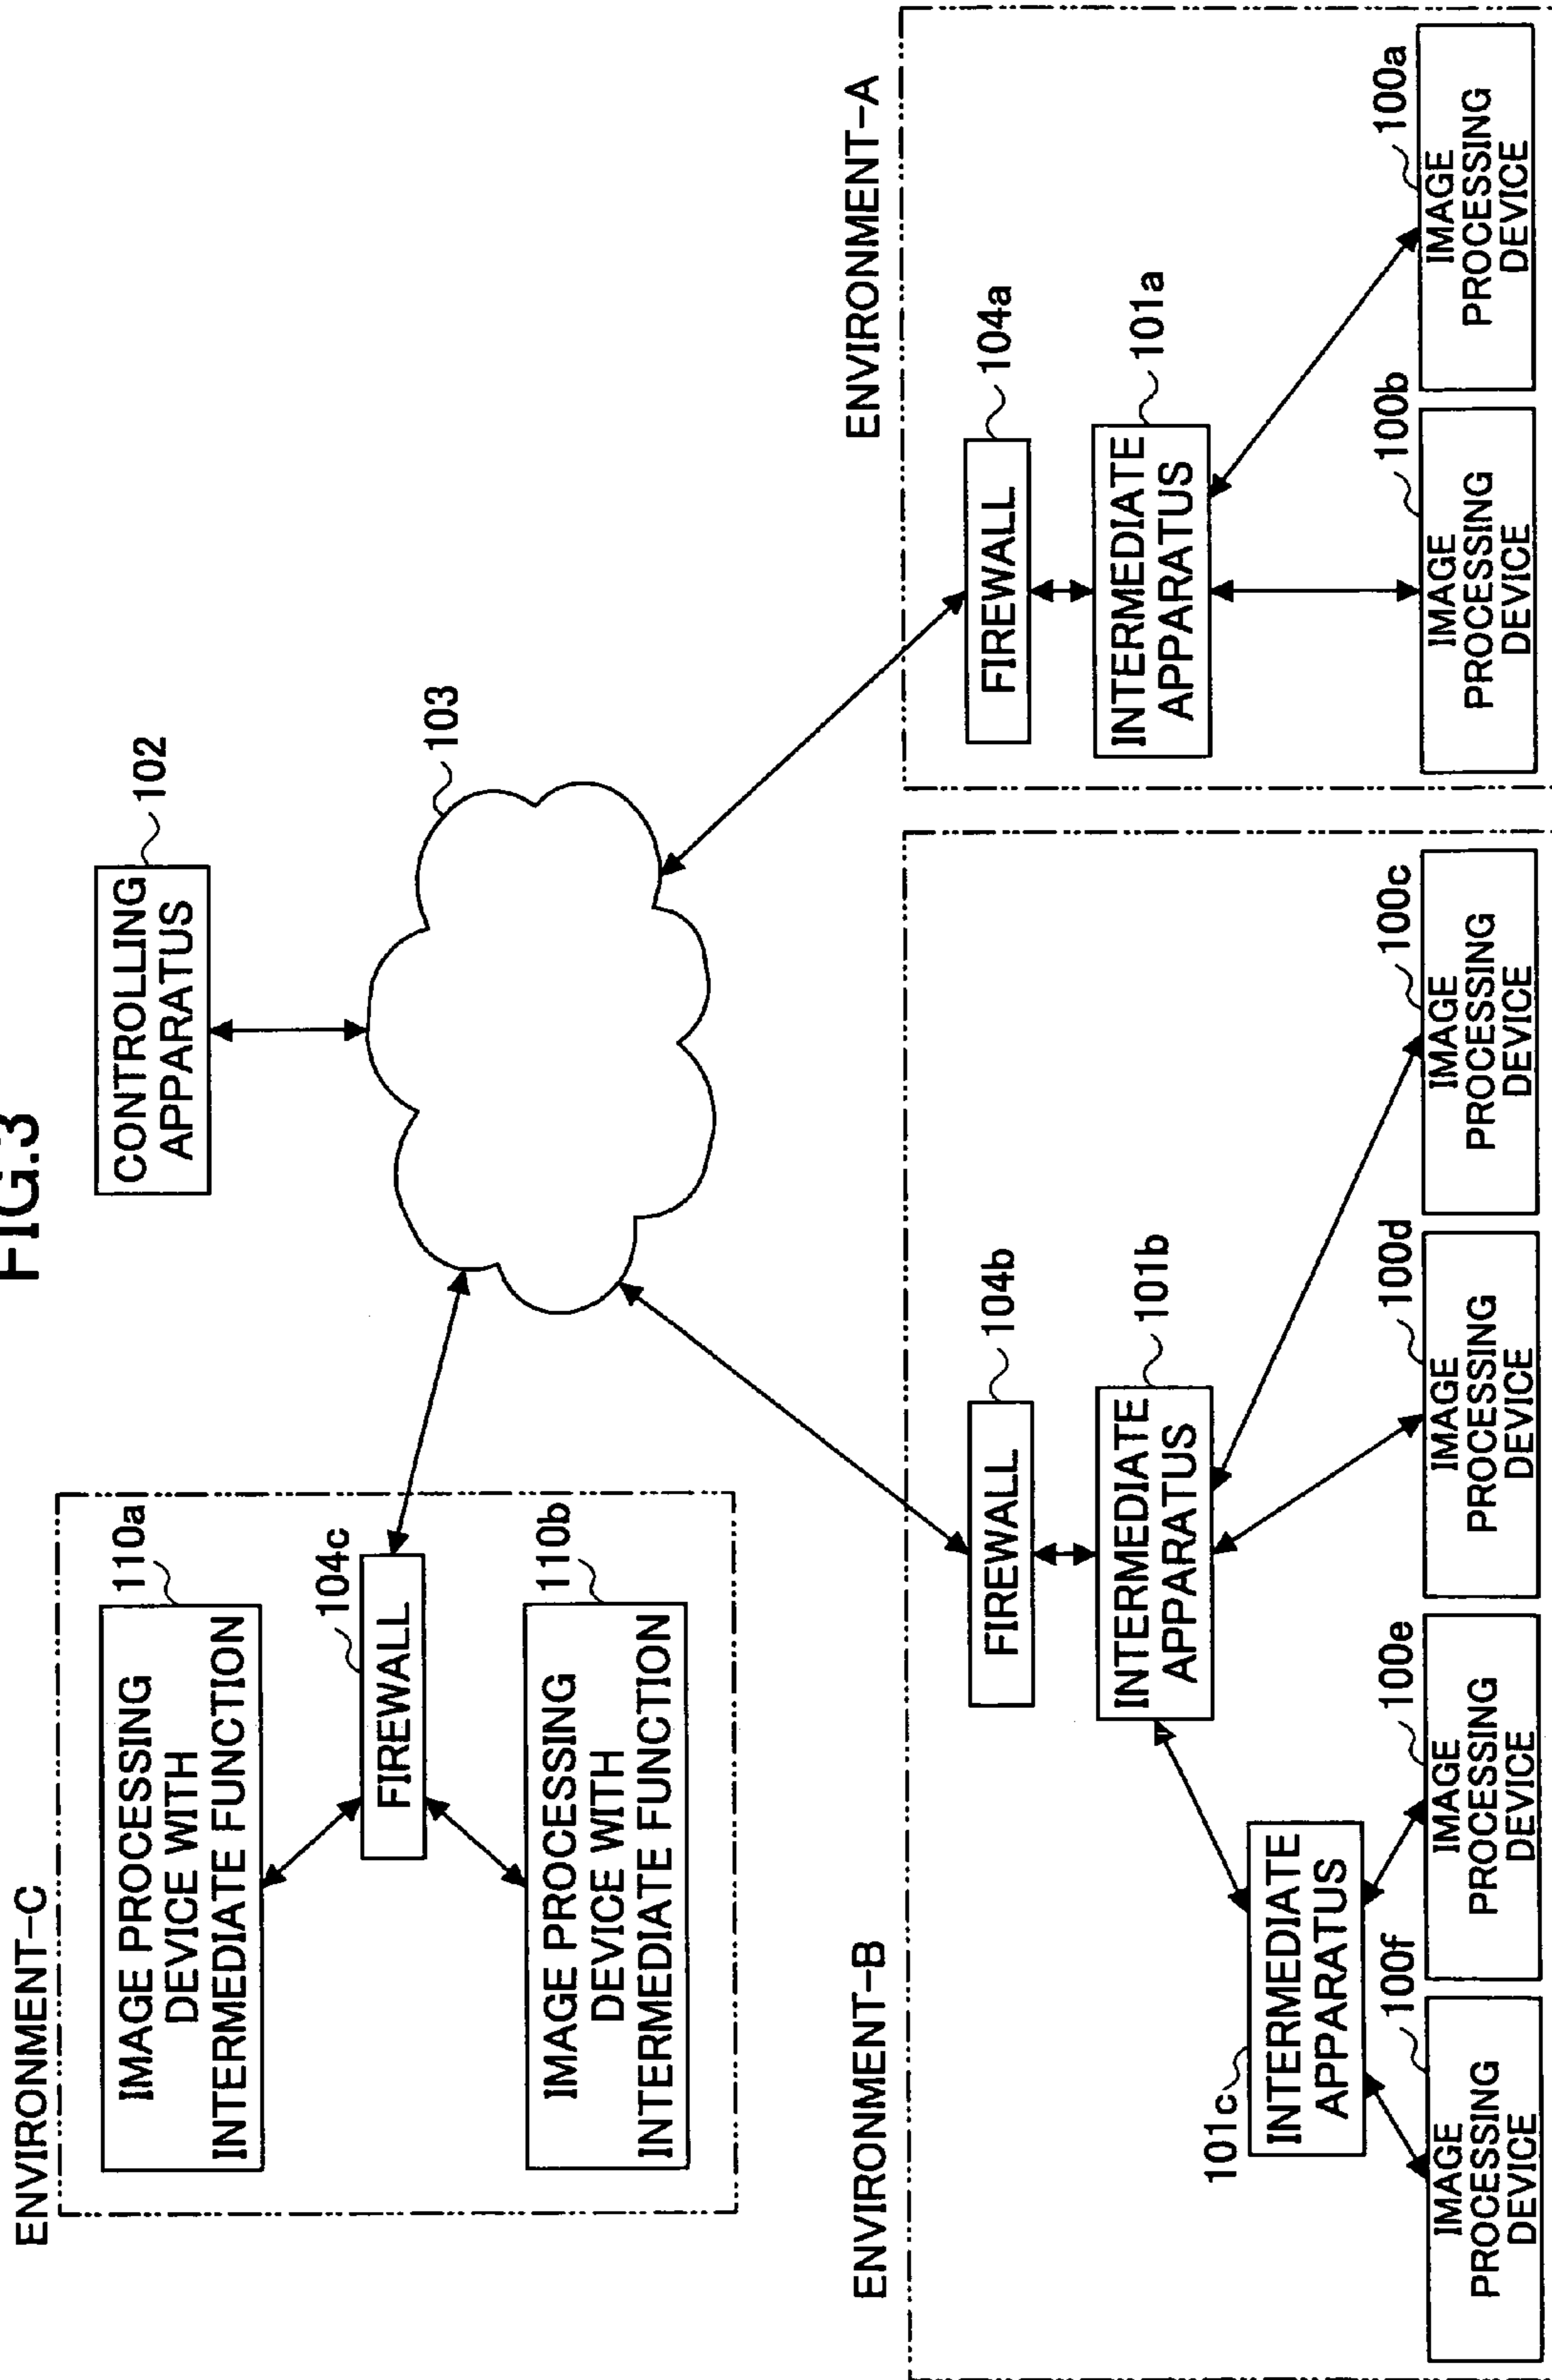 FIG.3
CONTROLLING
APPARATUS
102
103
ENVIRONMENT-C
IMAGE PROCESSING
DEVICE WITH
INTERMEDIATE FUNCTION
110a
104c
FIREWALL
IMAGE PROCESSING
DEVICE WITH
INTERMEDIATE FUNCTION
110b
ENVIRONMENT-B
FIREWALL
104b
INTERMEDIATE
APPARATUS
101b
101c
INTERMEDIATE
APPARATUS
100f
IMAGE
PROCESSING
DEVICE
100e
IMAGE
PROCESSING
DEVICE
100d
IMAGE
PROCESSING
DEVICE
100c
IMAGE
PROCESSING
DEVICE
ENVIRONMENT-A
FIREWALL
104a
INTERMEDIATE
APPARATUS
101a
100b
IMAGE
PROCESSING
DEVICE
100a
IMAGE
PROCESSING
DEVICE